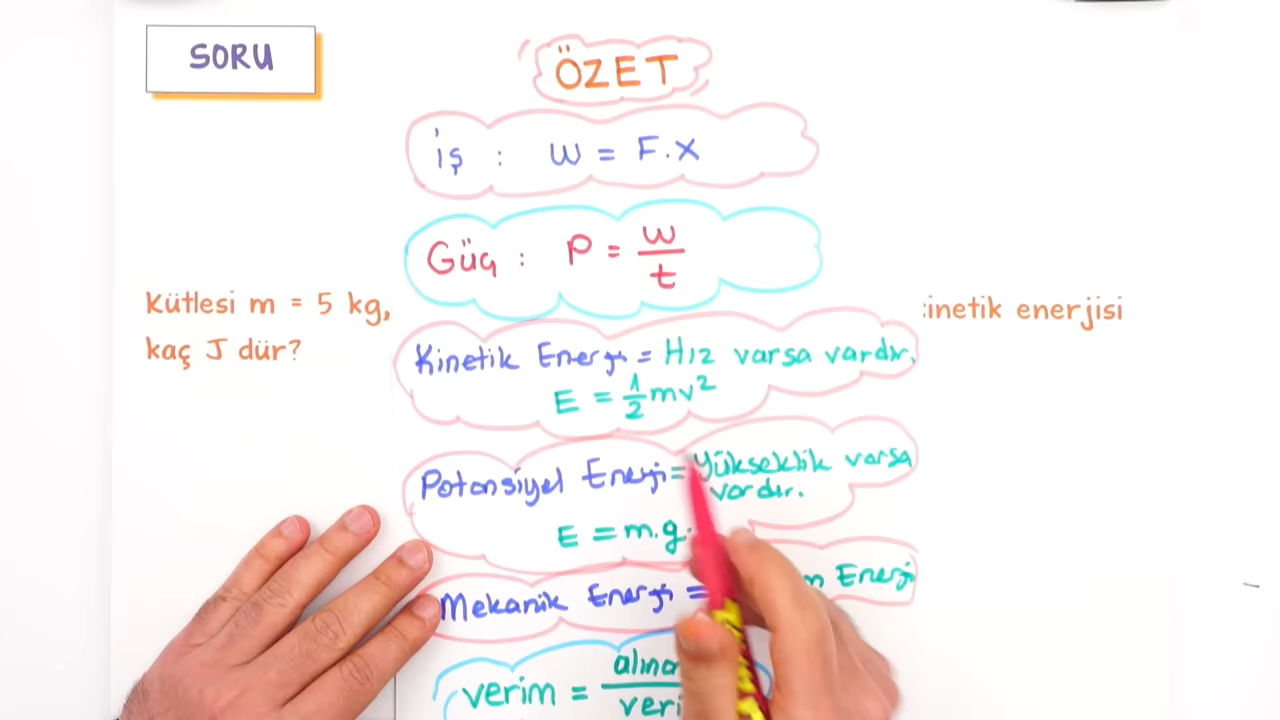 SORU
ÖZET
İş : W = F.X
Güç : P = W/t
Kütlesi m = 5 kg,
kinetik enerjisi
kaç J dür?
Kinetik Enerji = Hız varsa vardır.
E = 1/2 mv²
Potansiyel Enerji = Yükseklik varsa
vardır.
E = m.g.
Mekanik Enerji =
Enerji
verim =